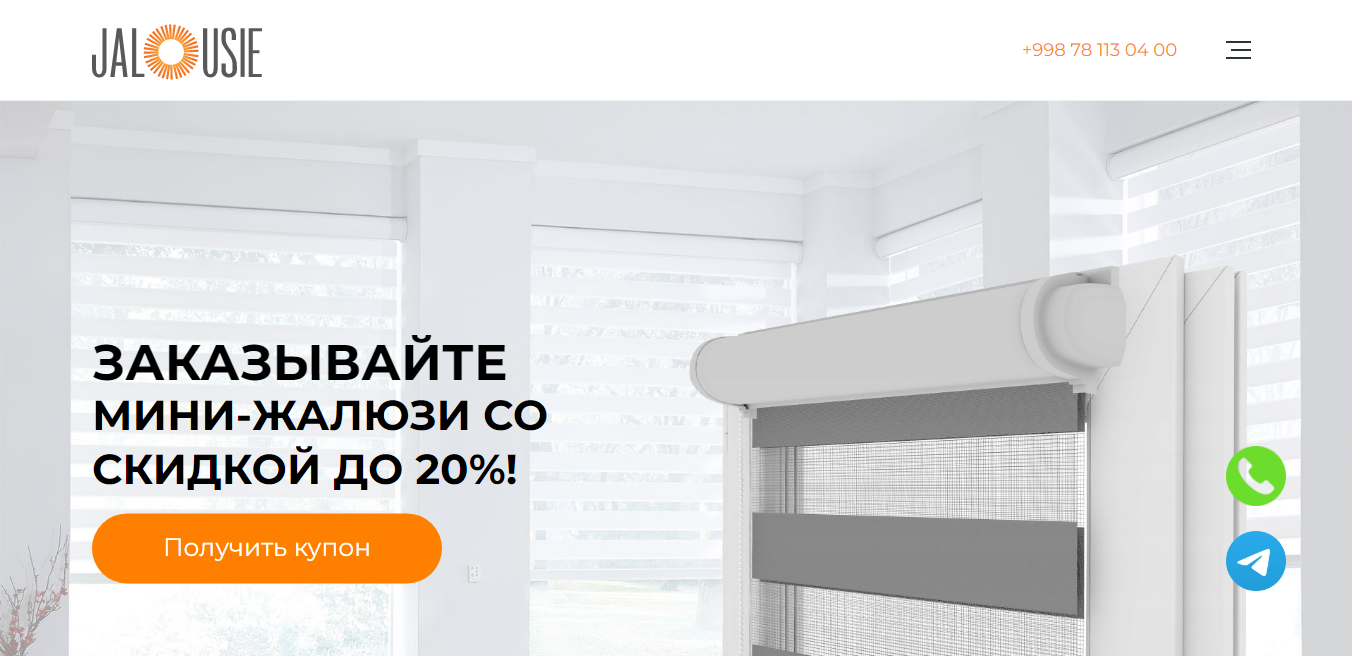 JALOUSIE
+998 78 113 04 00
ЗАКАЗЫВАЙТЕ
МИНИ-ЖАЛЮЗИ СО
СКИДКОЙ ДО 20%!
Получить купон